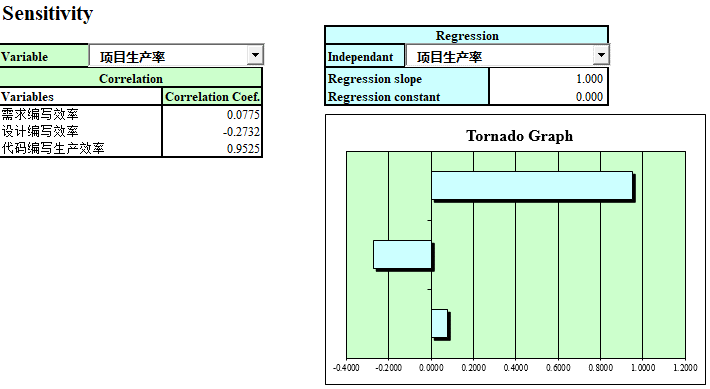 Sensitivity
Variable 项目生产率
Correlation
Variables Correlation Coef.
需求编写效率 0.0775
设计编写效率 -0.2732
代码编写生产效率 0.9525
Regression
Independant 项目生产率
Regression slope 1.000
Regression constant 0.000
Tornado Graph
-0.4000 -0.2000 0.0000 0.2000 0.4000 0.6000 0.8000 1.0000 1.2000